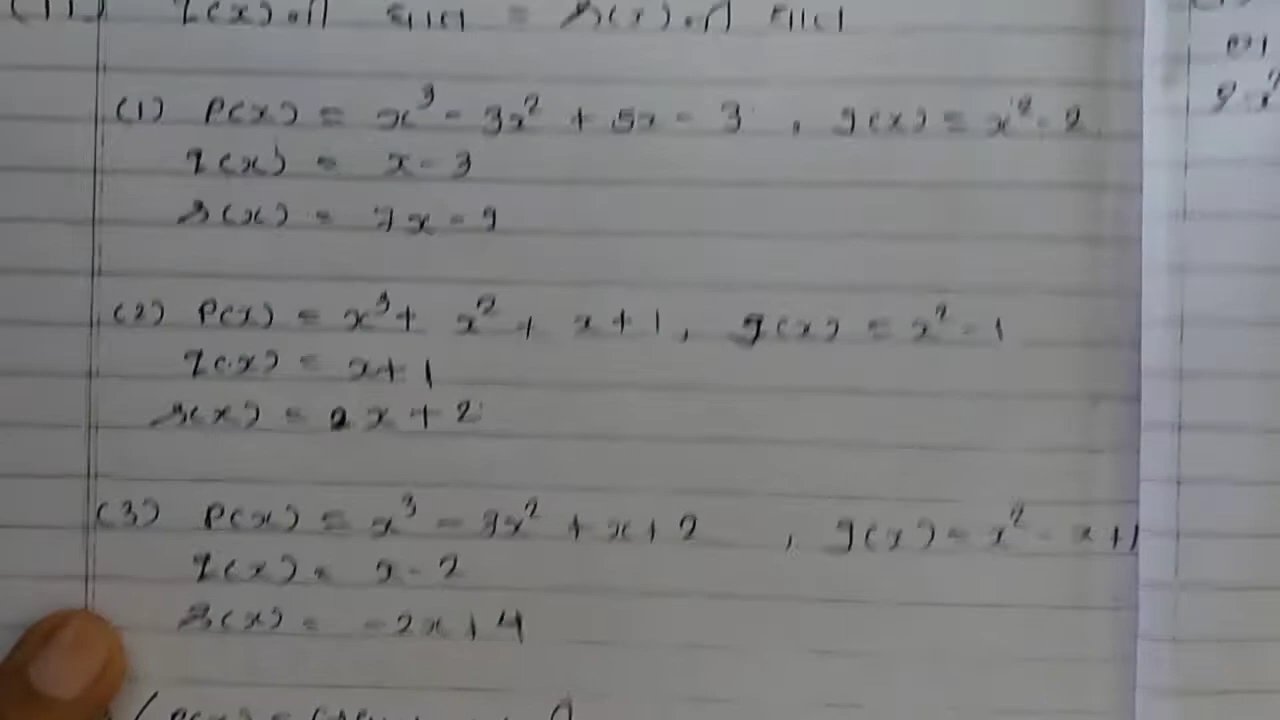 (1) P(x) = x³ - 3x² + 5x - 3 , g(x) = x² - 2
q(x) = x - 3
r(x) = 7x - 9
(2) P(x) = x³ + x² + x + 1, g(x) = x² - 1
q(x) = x + 1
r(x) = 2x + 2
(3) P(x) = x³ - 3x² + x + 2 , g(x) = x² - x + 1
q(x) = x - 2
r(x) = -2x + 4